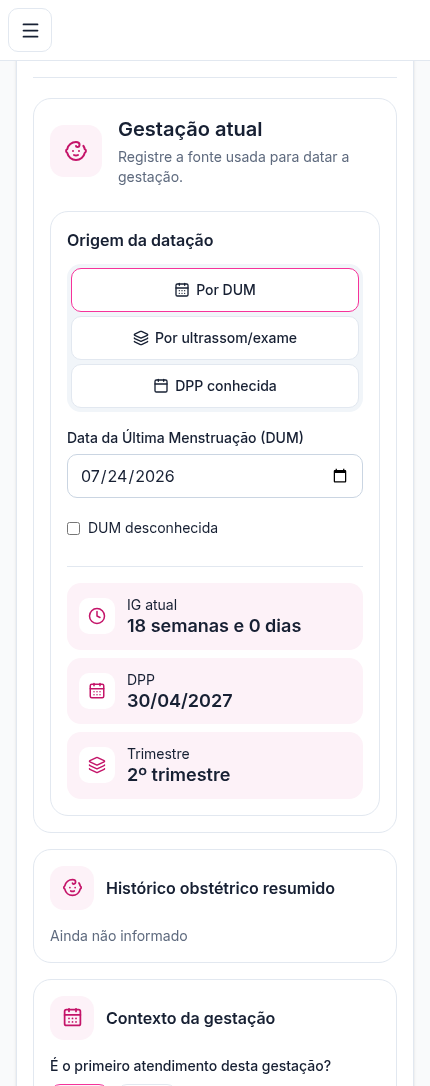 Gestação atual
Registre a fonte usada para datar a
gestação.
Origem da datação
Por DUM
Por ultrassom/exame
DPP conhecida
Data da Última Menstruação (DUM)
07/24/2026
DUM desconhecida
IG atual
18 semanas e 0 dias
DPP
30/04/2027
Trimestre
2º trimestre
Histórico obstétrico resumido
Ainda não informado
Contexto da gestação
É o primeiro atendimento desta gestação?